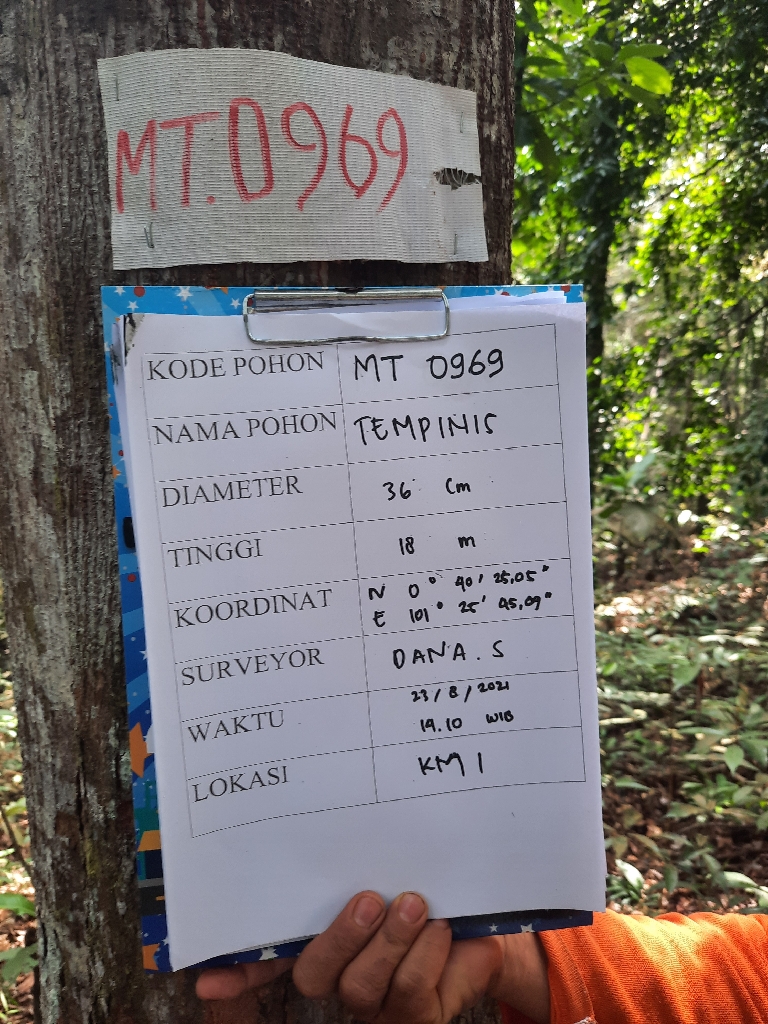 MT.0969
KODE POHON MT 0969
NAMA POHON TEMPINIS
DIAMETER 36 Cm
TINGGI 18 m
KOORDINAT N 0° 40' 25,05"
E 101° 25' 45,09"
SURVEYOR DANA.S
WAKTU 23/8/2021
14.10 WIB
LOKASI KM 1